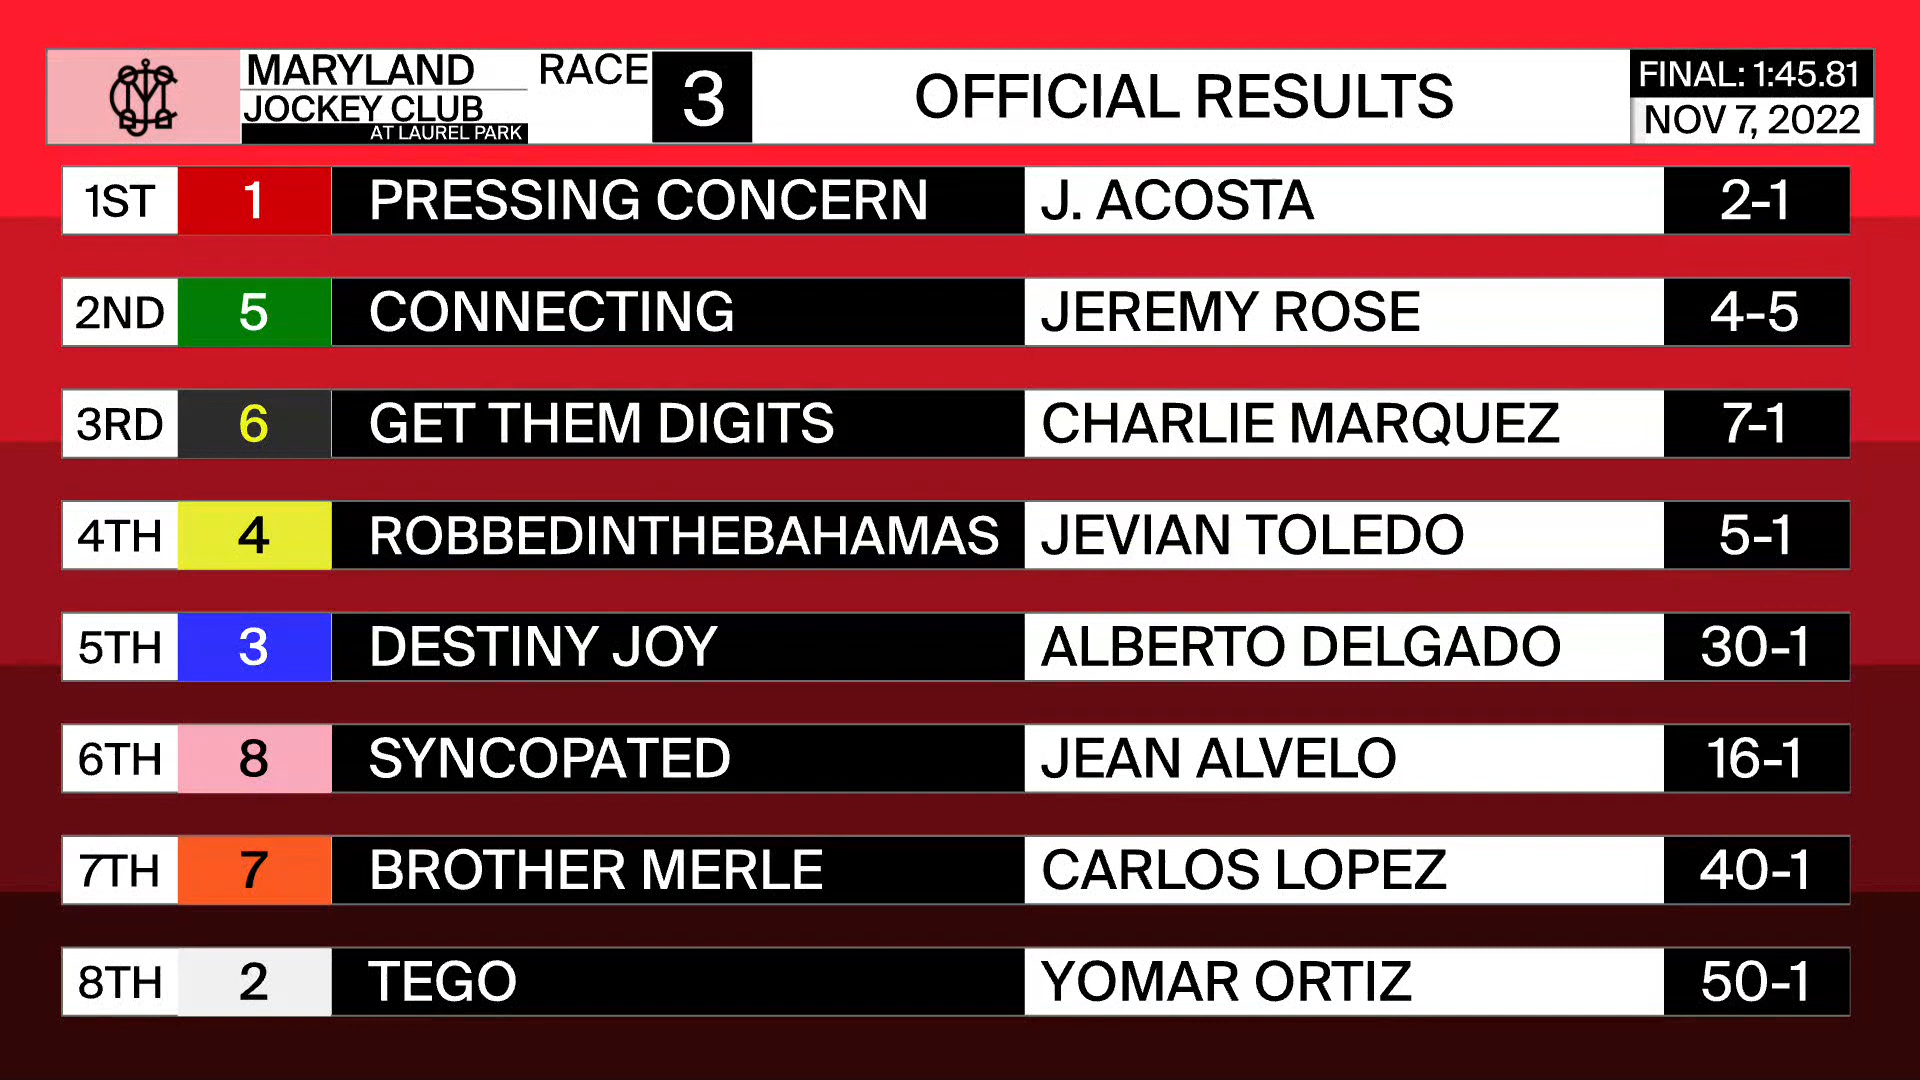 MARYLAND
JOCKEY CLUB
AT LAUREL PARK
RACE 3
OFFICIAL RESULTS
FINAL: 1:45.81
NOV 7, 2022
1ST 1 PRESSING CONCERN J. ACOSTA 2-1
2ND 5 CONNECTING JEREMY ROSE 4-5
3RD 6 GET THEM DIGITS CHARLIE MARQUEZ 7-1
4TH 4 ROBBEDINTHEBAHAMAS JEVIAN TOLEDO 5-1
5TH 3 DESTINY JOY ALBERTO DELGADO 30-1
6TH 8 SYNCOPATED JEAN ALVELO 16-1
7TH 7 BROTHER MERLE CARLOS LOPEZ 40-1
8TH 2 TEGO YOMAR ORTIZ 50-1